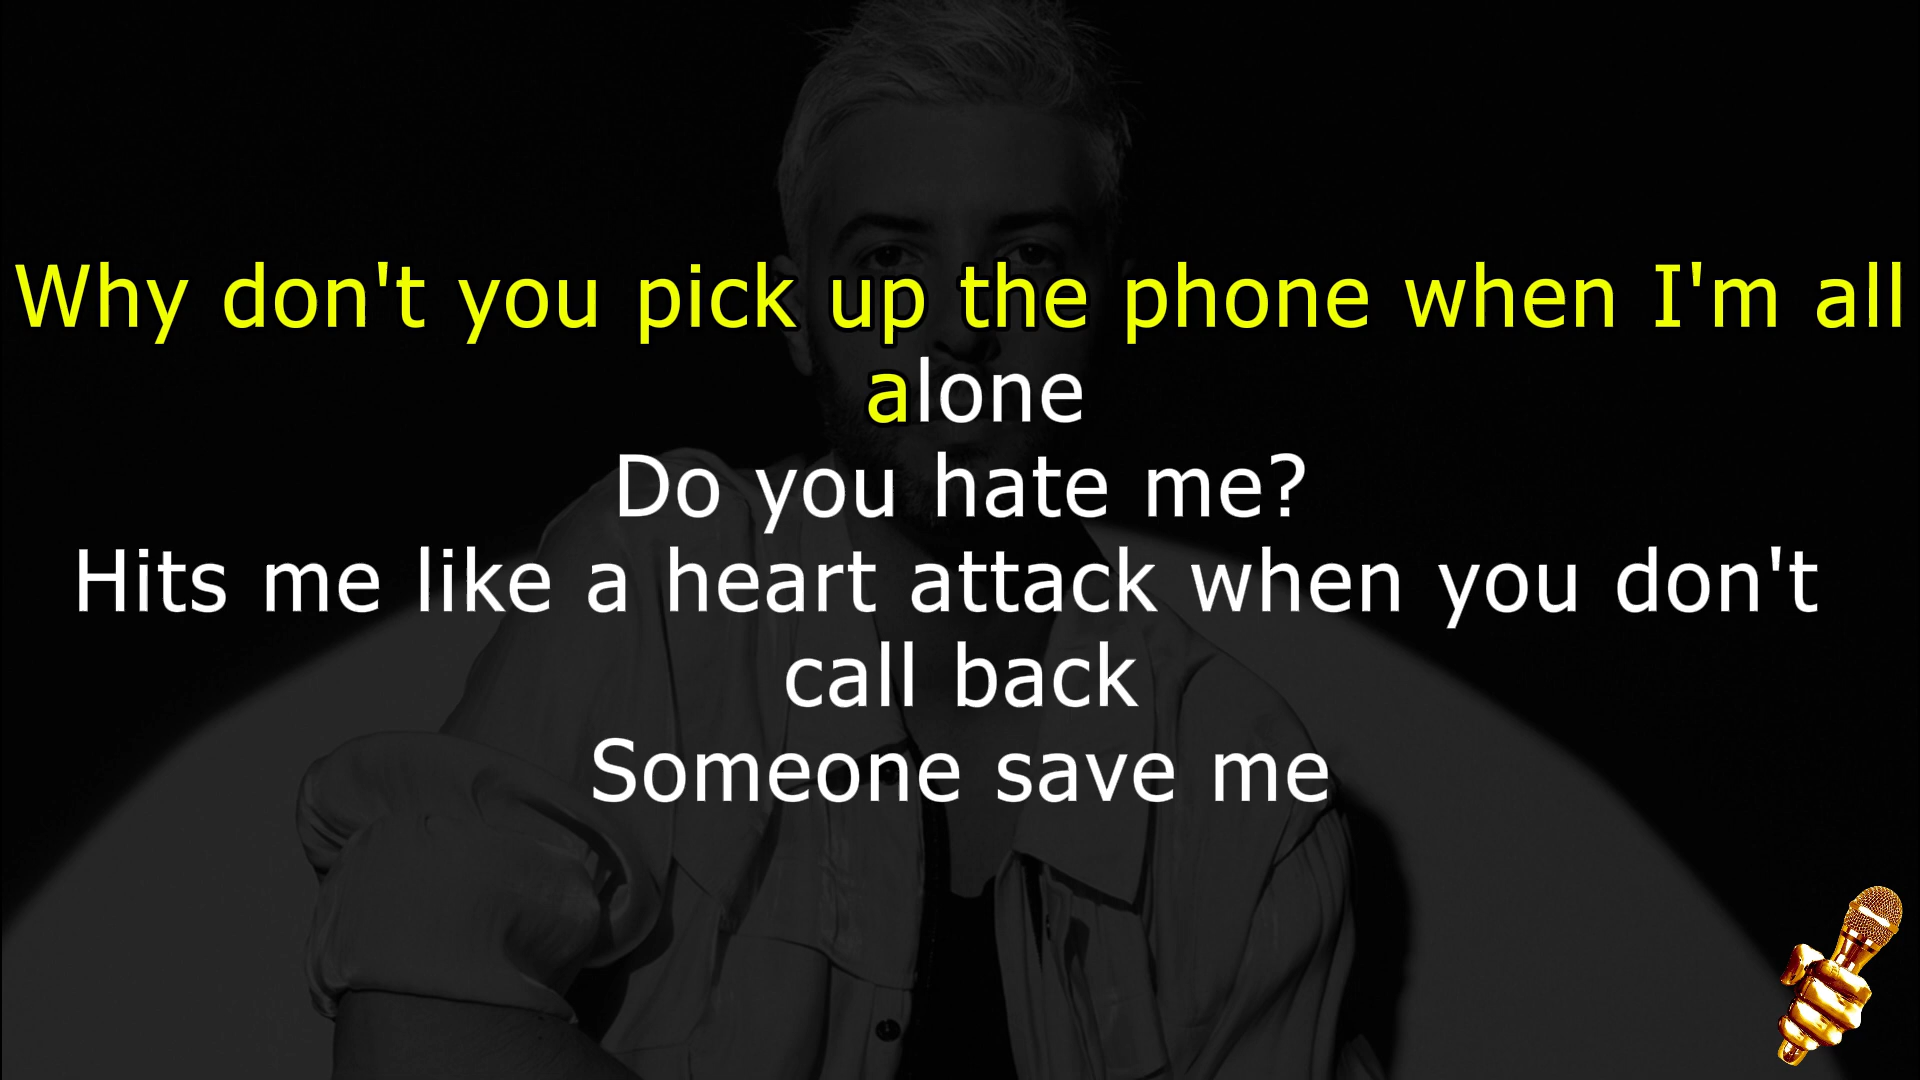 Why don't you pick up the phone when I'm all
alone
Do you hate me?
Hits me like a heart attack when you don't
call back
Someone save me